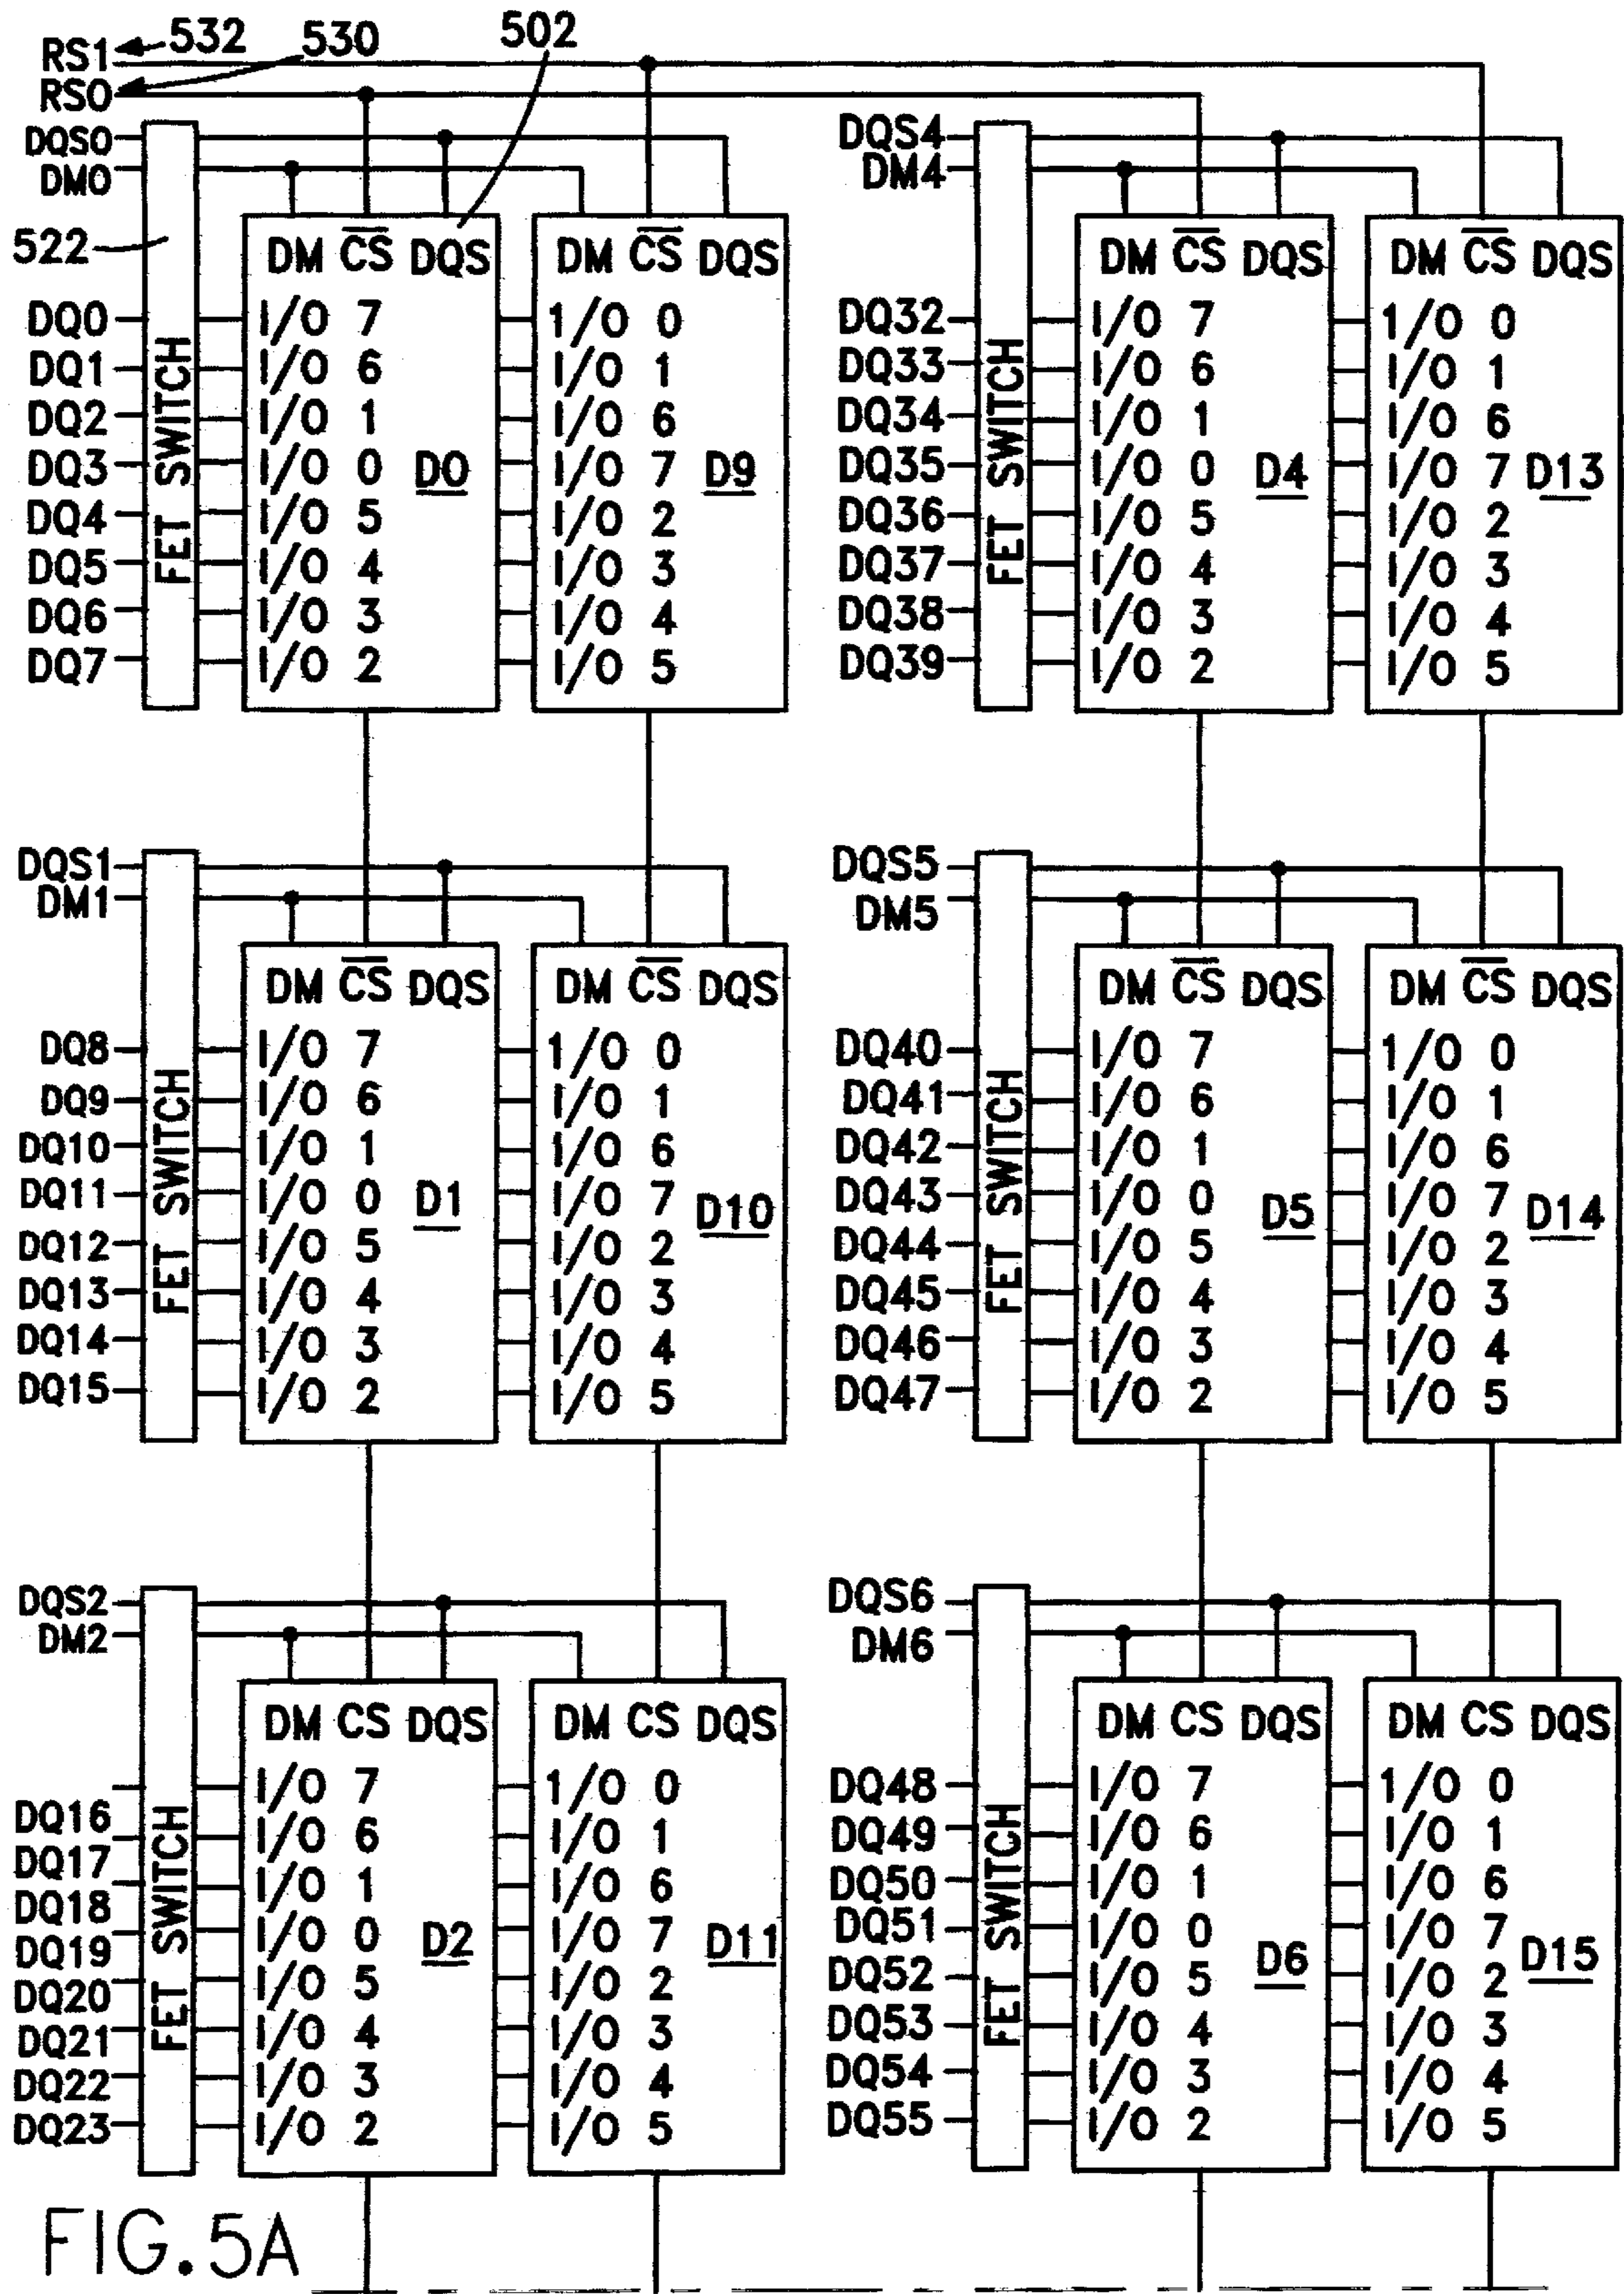 RS1 532 530 502
RS0
DQS0
DM0
522
DQ0
DQ1
DQ2
DQ3
DQ4
DQ5
DQ6
DQ7
FET SWITCH
DM CS DQS
I/O 7
I/O 6
I/O 1
I/O 0 D0
I/O 5
I/O 4
I/O 3
I/O 2
DM CS DQS
1/O 0
I/O 1
I/O 6
I/O 7 D9
I/O 2
I/O 3
I/O 4
I/O 5
DQS4
DM4
DQ32
DQ33
DQ34
DQ35
DQ36
DQ37
DQ38
DQ39
FET SWITCH
DM CS DQS
I/O 7
I/O 6
I/O 1
I/O 0 D4
I/O 5
I/O 4
I/O 3
I/O 2
DM CS DQS
1/O 0
I/O 1
I/O 6
I/O 7 D13
I/O 2
I/O 3
I/O 4
I/O 5
DQS1
DM1
DQ8
DQ9
DQ10
DQ11
DQ12
DQ13
DQ14
DQ15
FET SWITCH
DM CS DQS
I/O 7
I/O 6
I/O 1
I/O 0 D1
I/O 5
I/O 4
I/O 3
I/O 2
DM CS DQS
1/O 0
I/O 1
I/O 6
I/O 7 D10
I/O 2
I/O 3
I/O 4
I/O 5
DQS5
DM5
DQ40
DQ41
DQ42
DQ43
DQ44
DQ45
DQ46
DQ47
FET SWITCH
DM CS DQS
I/O 7
I/O 6
I/O 1
I/O 0 D5
I/O 5
I/O 4
I/O 3
I/O 2
DM CS DQS
1/O 0
I/O 1
I/O 6
I/O 7 D14
I/O 2
I/O 3
I/O 4
I/O 5
DQS2
DM2
DQ16
DQ17
DQ18
DQ19
DQ20
DQ21
DQ22
DQ23
FET SWITCH
DM CS DQS
I/O 7
I/O 6
I/O 1
I/O 0 D2
I/O 5
I/O 4
I/O 3
I/O 2
DM CS DQS
1/O 0
I/O 1
I/O 6
I/O 7 D11
I/O 2
I/O 3
I/O 4
I/O 5
DQS6
DM6
DQ48
DQ49
DQ50
DQ51
DQ52
DQ53
DQ54
DQ55
FET SWITCH
DM CS DQS
I/O 7
I/O 6
I/O 1
I/O 0 D6
I/O 5
I/O 4
I/O 3
I/O 2
DM CS DQS
1/O 0
I/O 1
I/O 6
I/O 7 D15
I/O 2
I/O 3
I/O 4
I/O 5
FIG.5A